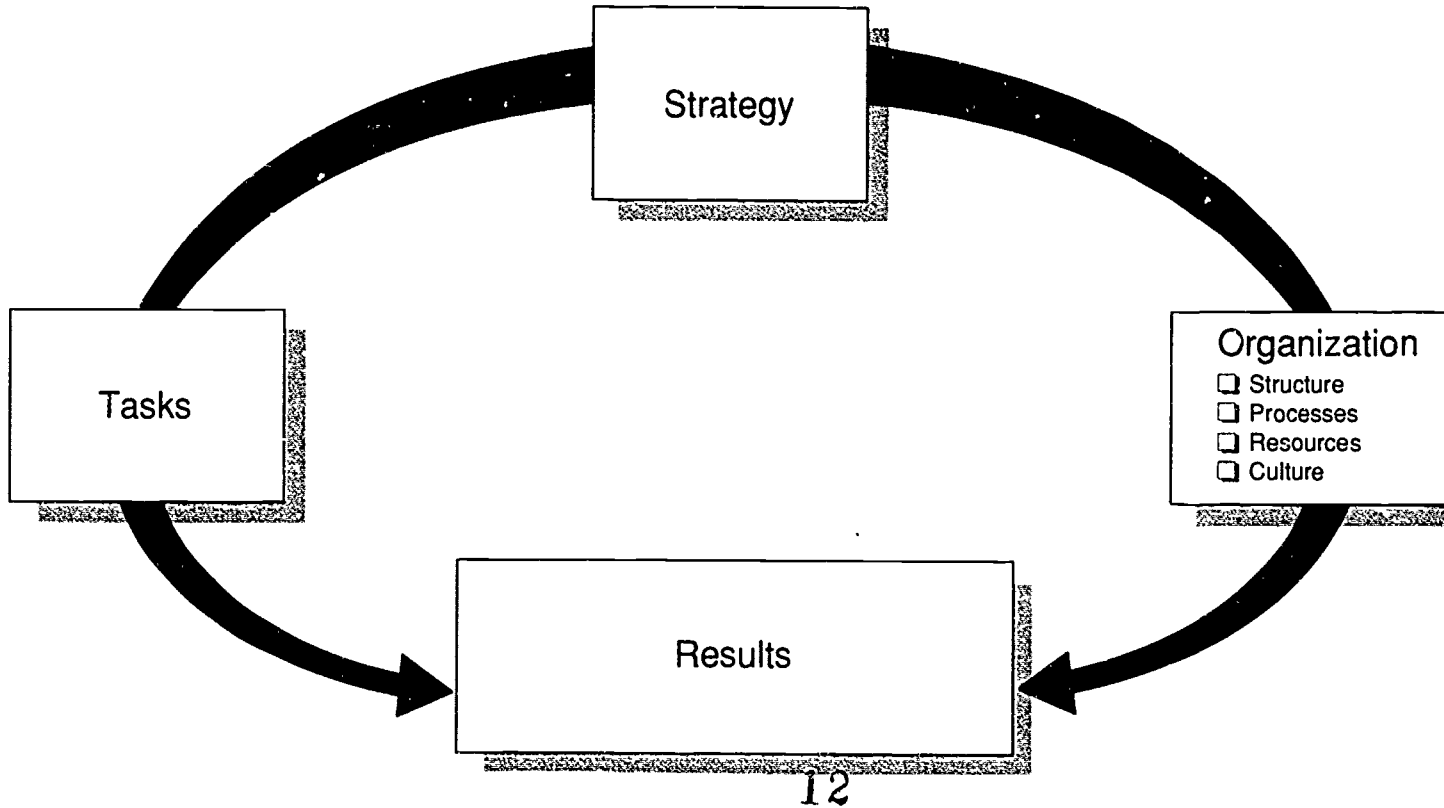 Strategy
Tasks
Organization
Structure
Processes
Resources
Culture
Results
12